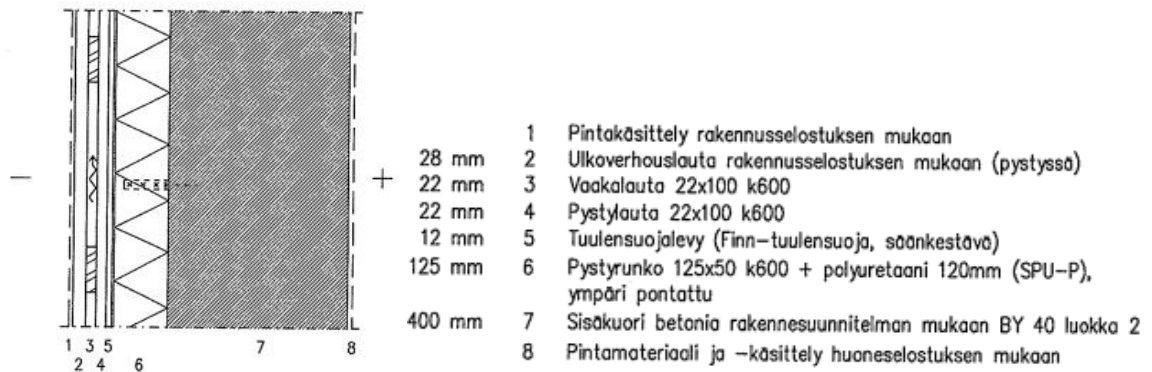 1 Pintakäsittely rakennusselostuksen mukaan
28 mm 2 Ulkoverhouslauta rakennusselostuksen mukaan (pystyssä)
22 mm 3 Vaakalauta 22x100 k600
22 mm 4 Pystylauta 22x100 k600
12 mm 5 Tuulensuojalevy (Finn-tuulensuoja, säänkestävä)
125 mm 6 Pystyrunko 125x50 k600 + polyuretaani 120mm (SPU-P),
ympäri pontattu
400 mm 7 Sisäkuori betonia rakennesuunnitelman mukaan BY 40 luokka 2
8 Pintamateriaali ja -käsittely huoneselostuksen mukaan
− +
1 3 5 7 8
2 4 6